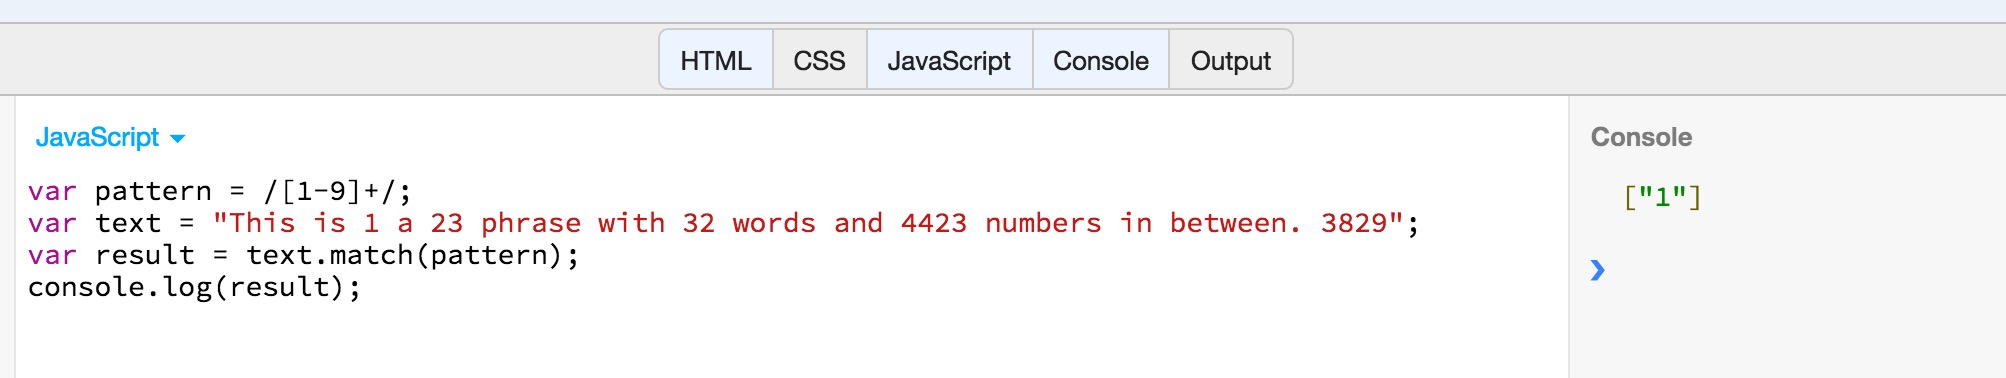 HTML CSS JavaScript Console Output
JavaScript
var pattern = /[1-9]+/;
var text = "This is 1 a 23 phrase with 32 words and 4423 numbers in between. 3829";
var result = text.match(pattern);
console.log(result);
Console
["1"]